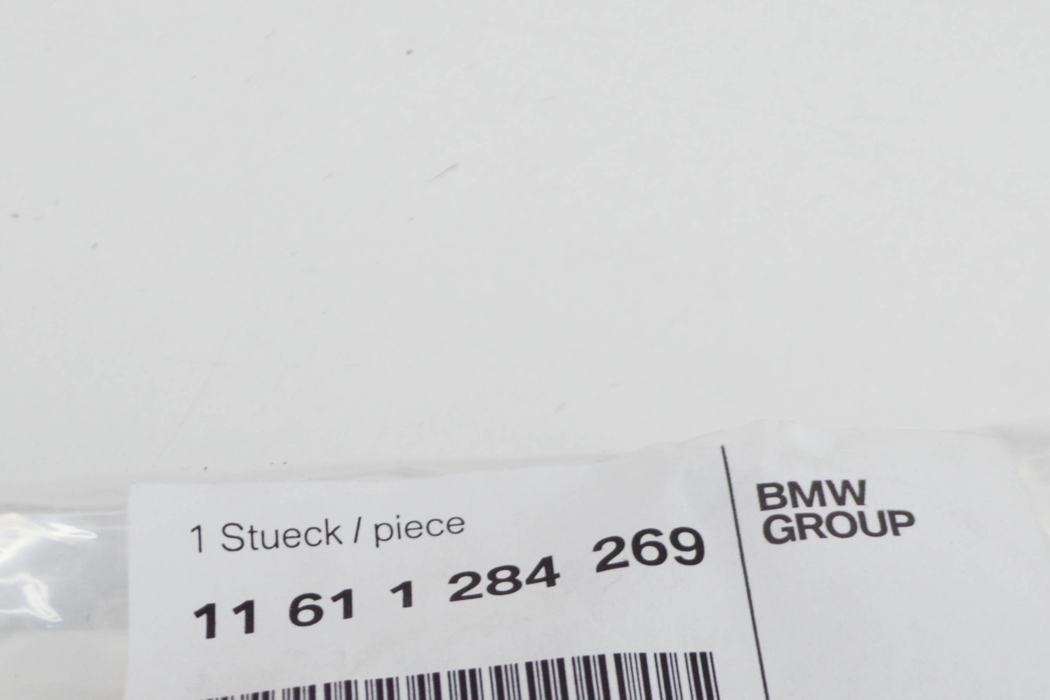 1 Stueck / piece
11 61 1 284 269
BMW
GROUP